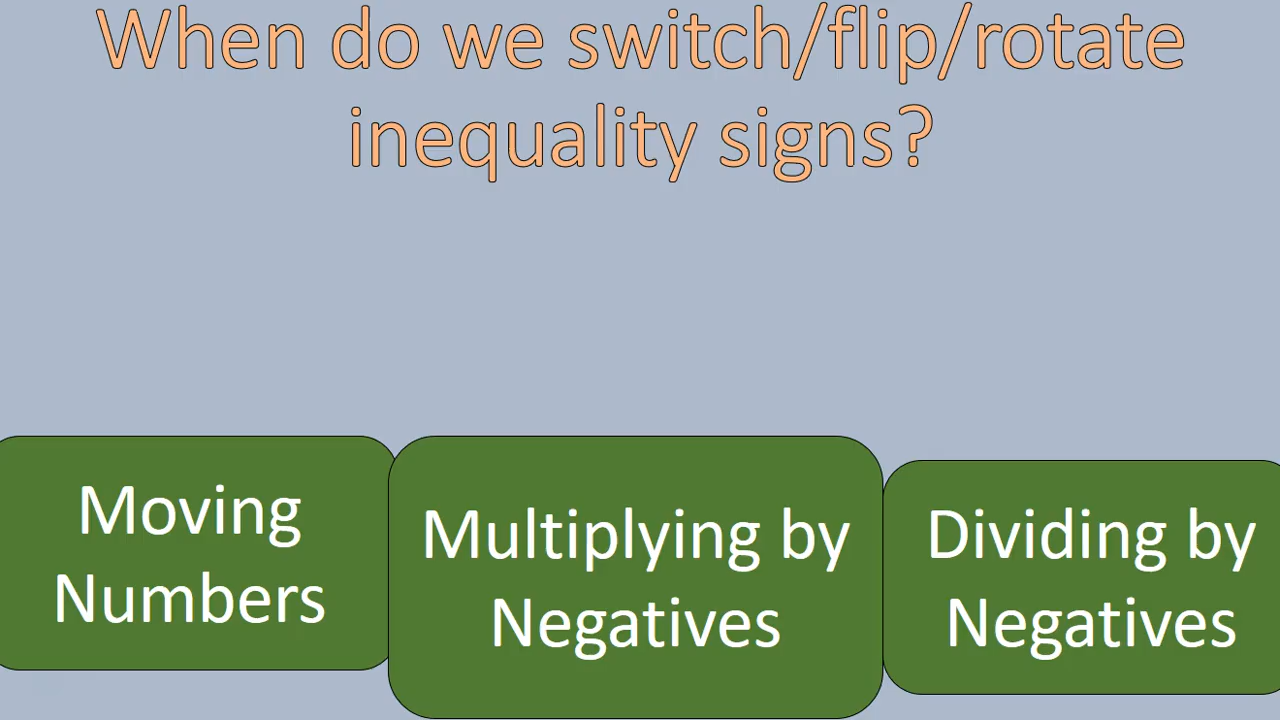 When do we switch/flip/rotate
inequality signs?
Moving
Numbers
Multiplying by
Negatives
Dividing by
Negatives